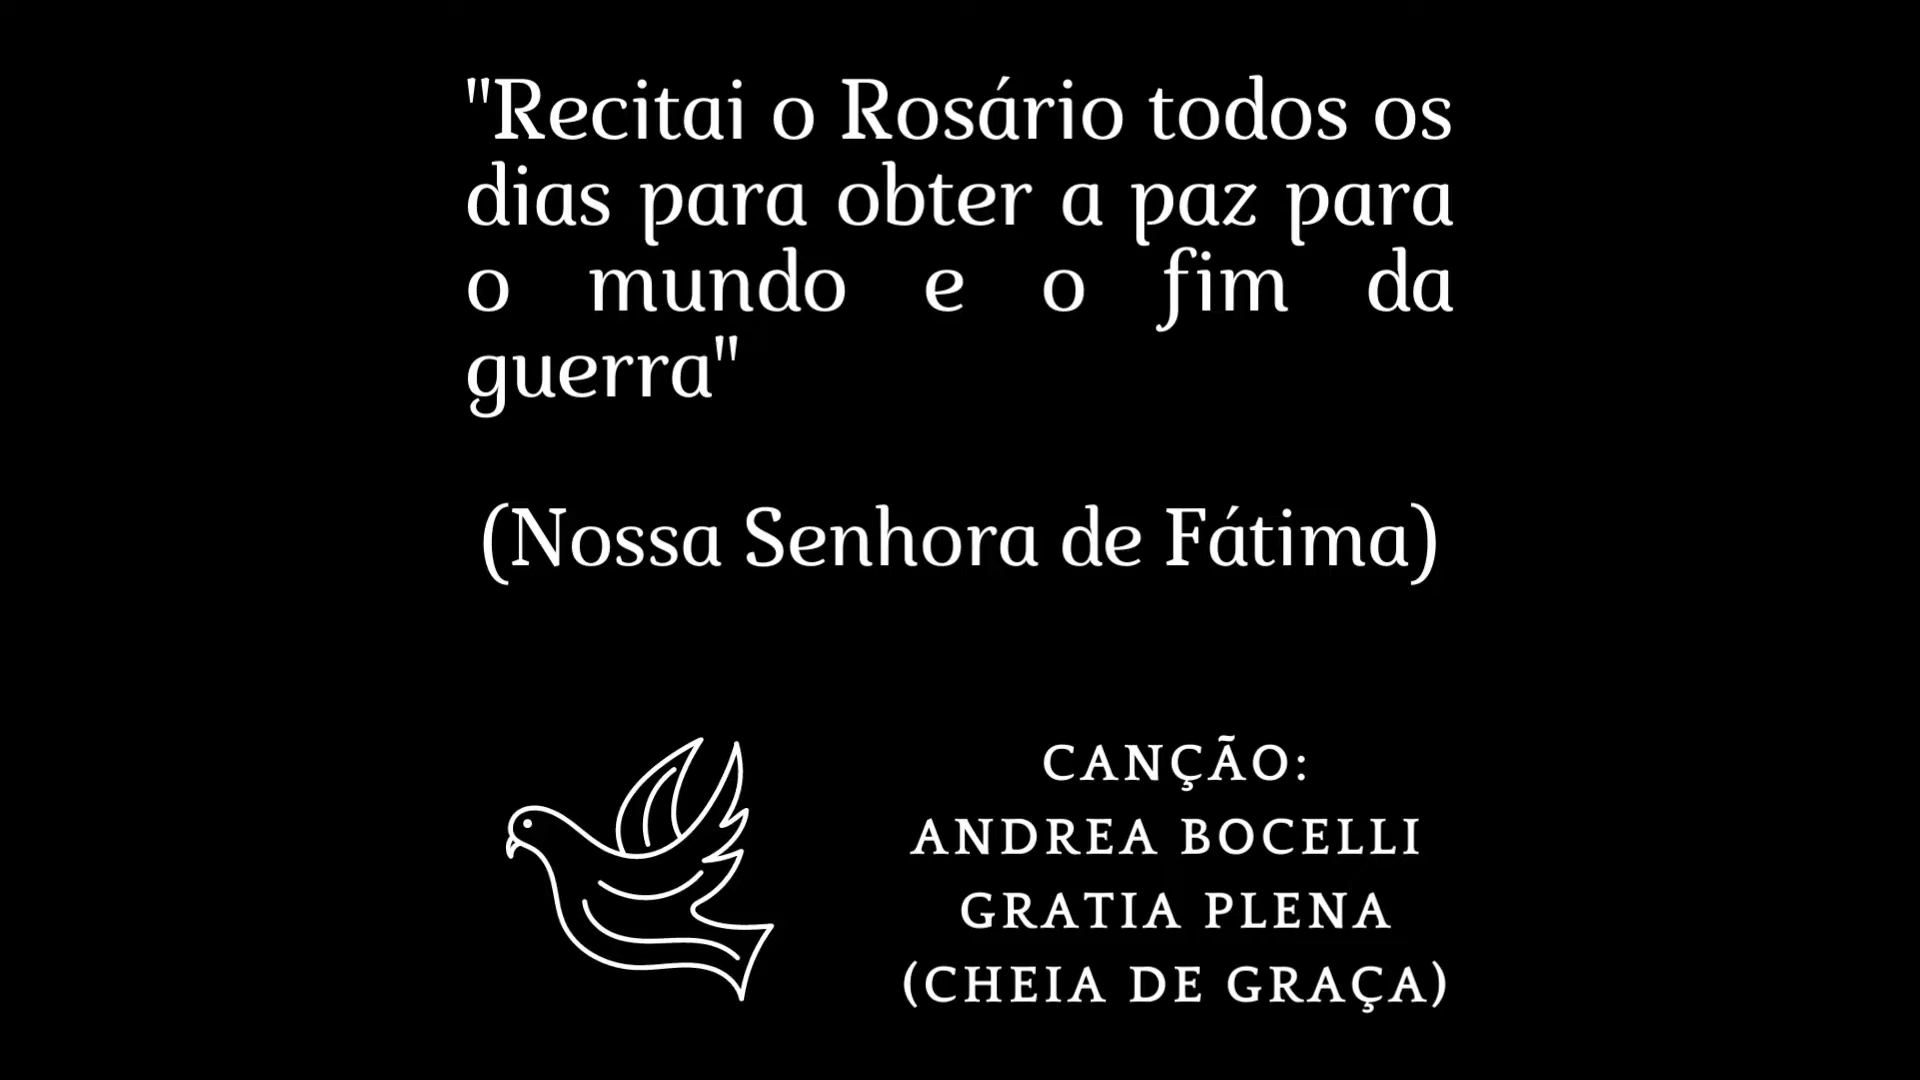 "Recitai o Rosário todos os
dias para obter a paz para
o mundo e o fim da
guerra"
(Nossa Senhora de Fátima)
CANÇÃO:
ANDREA BOCELLI
GRATIA PLENA
(CHEIA DE GRAÇA)